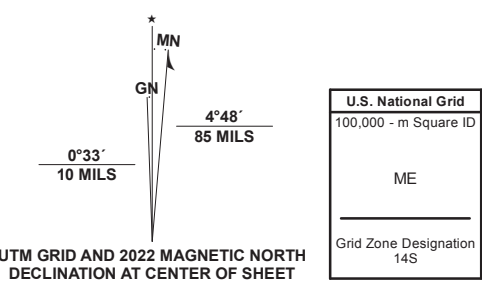 MN
GN
4°48´
85 MILS
0°33´
10 MILS
UTM GRID AND 2022 MAGNETIC NORTH
DECLINATION AT CENTER OF SHEET
U.S. National Grid
100,000 - m Square ID
ME
Grid Zone Designation
14S